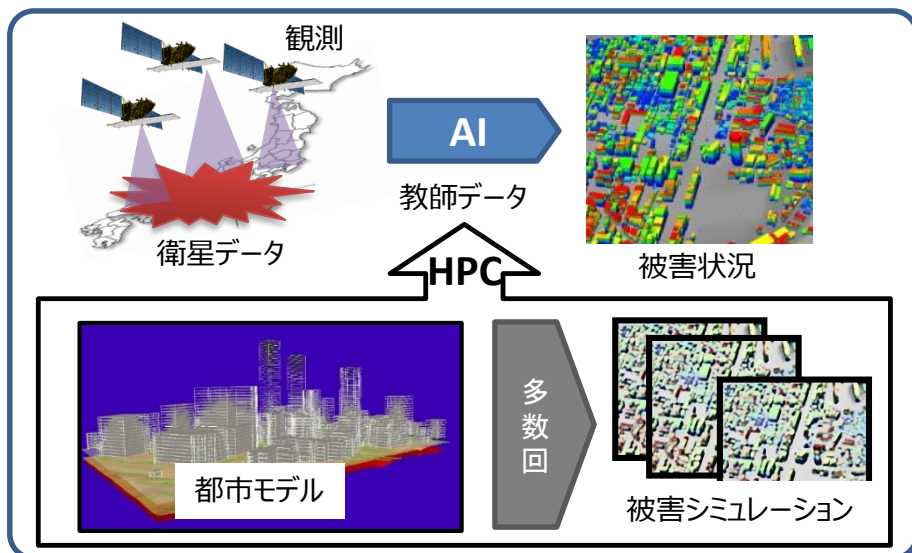 観測
AI
教師データ
衛星データ
被害状況
HPC
都市モデル
多数回
被害シミュレーション